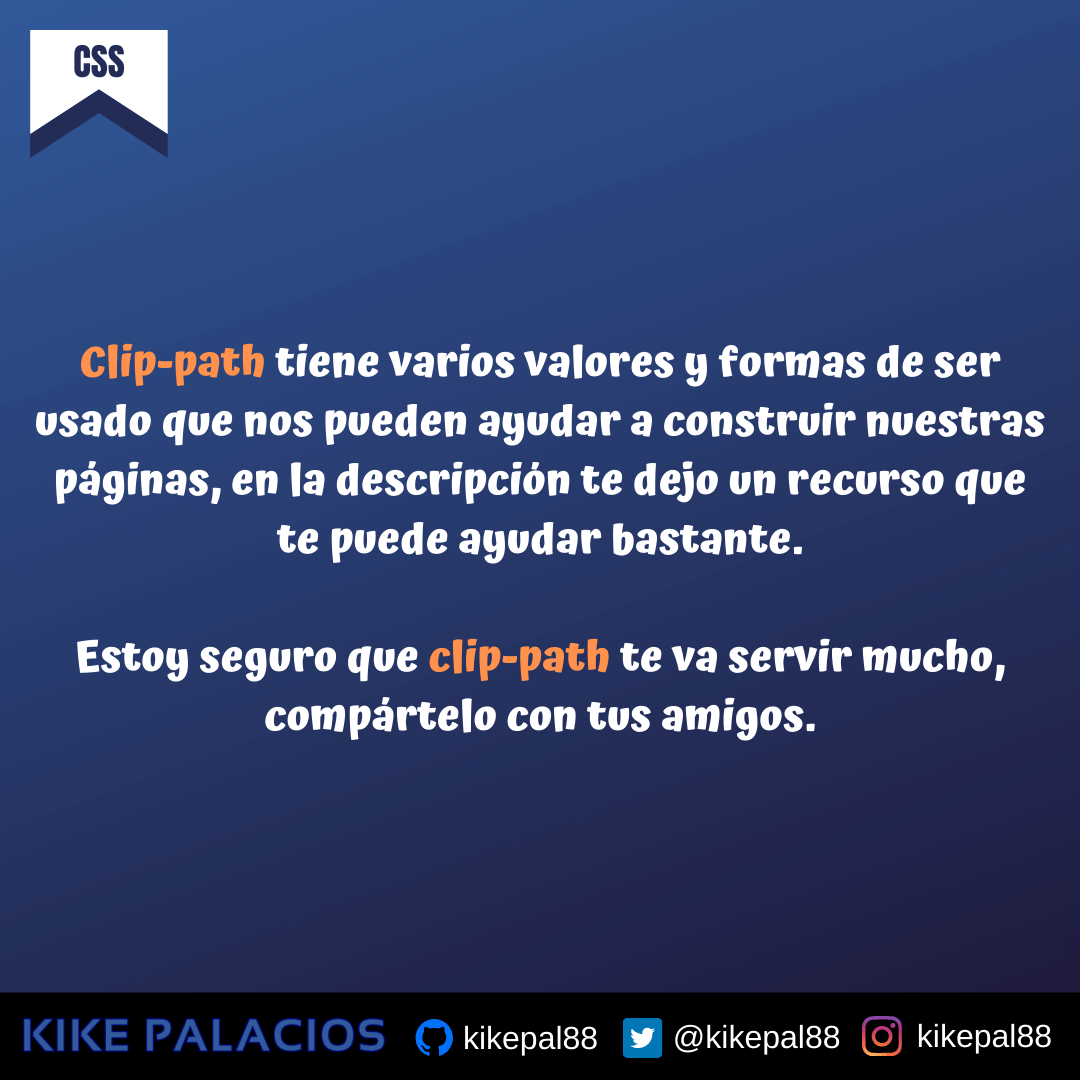 CSS
Clip-path tiene varios valores y formas de ser
usado que nos pueden ayudar a construir nuestras
páginas, en la descripción te dejo un recurso que
te puede ayudar bastante.
Estoy seguro que clip-path te va servir mucho,
compártelo con tus amigos.
KIKE PALACIOS kikepal88 @kikepal88 kikepal88